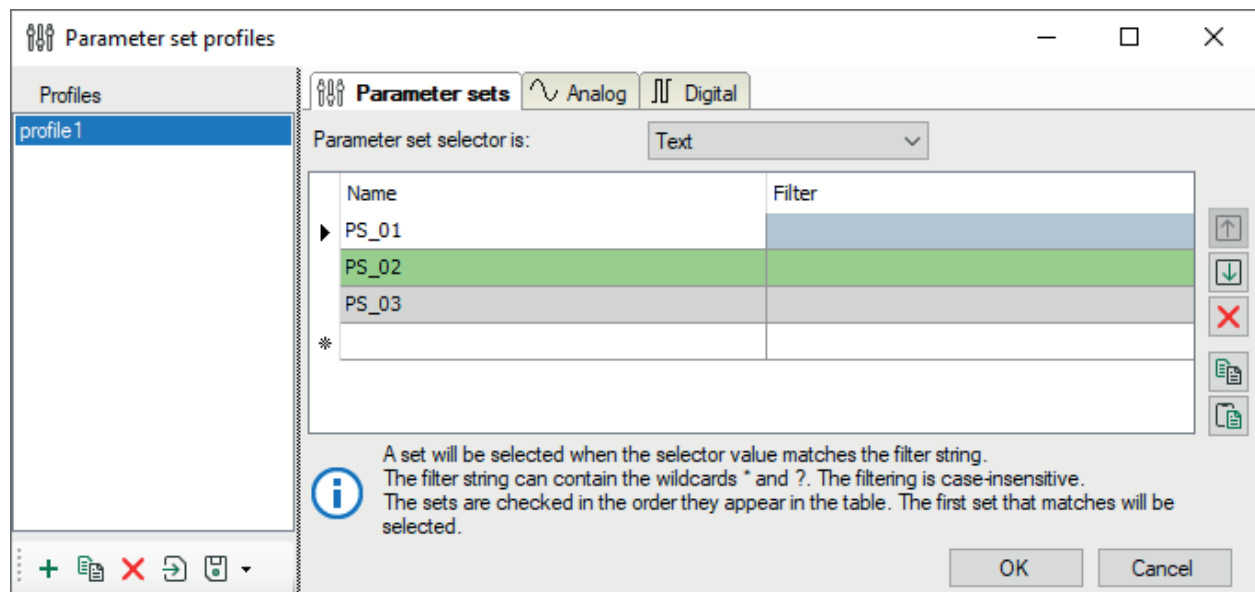 Parameter set profiles
Profiles
profile1
Parameter sets
Analog
Digital
Parameter set selector is:
Text
Name
Filter
PS_01
PS_02
PS_03
A set will be selected when the selector value matches the filter string.
The filter string can contain the wildcards * and ?. The filtering is case-insensitive.
The sets are checked in the order they appear in the table. The first set that matches will be
selected.
OK
Cancel